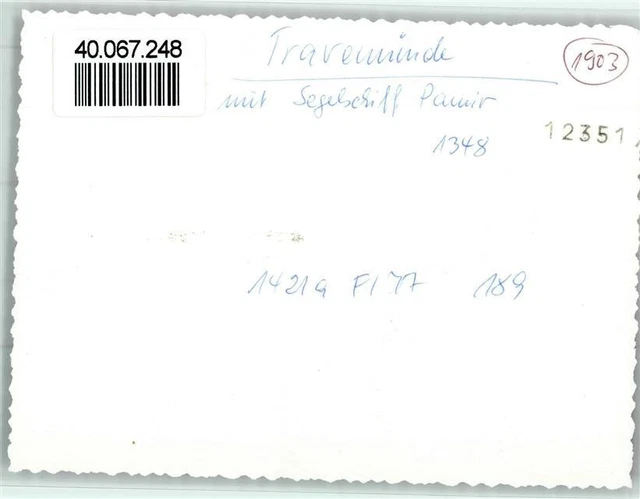 40.067.248
Travemünde
1903
mit Segelschiff Pamir
1348
12351
1421a F177 189